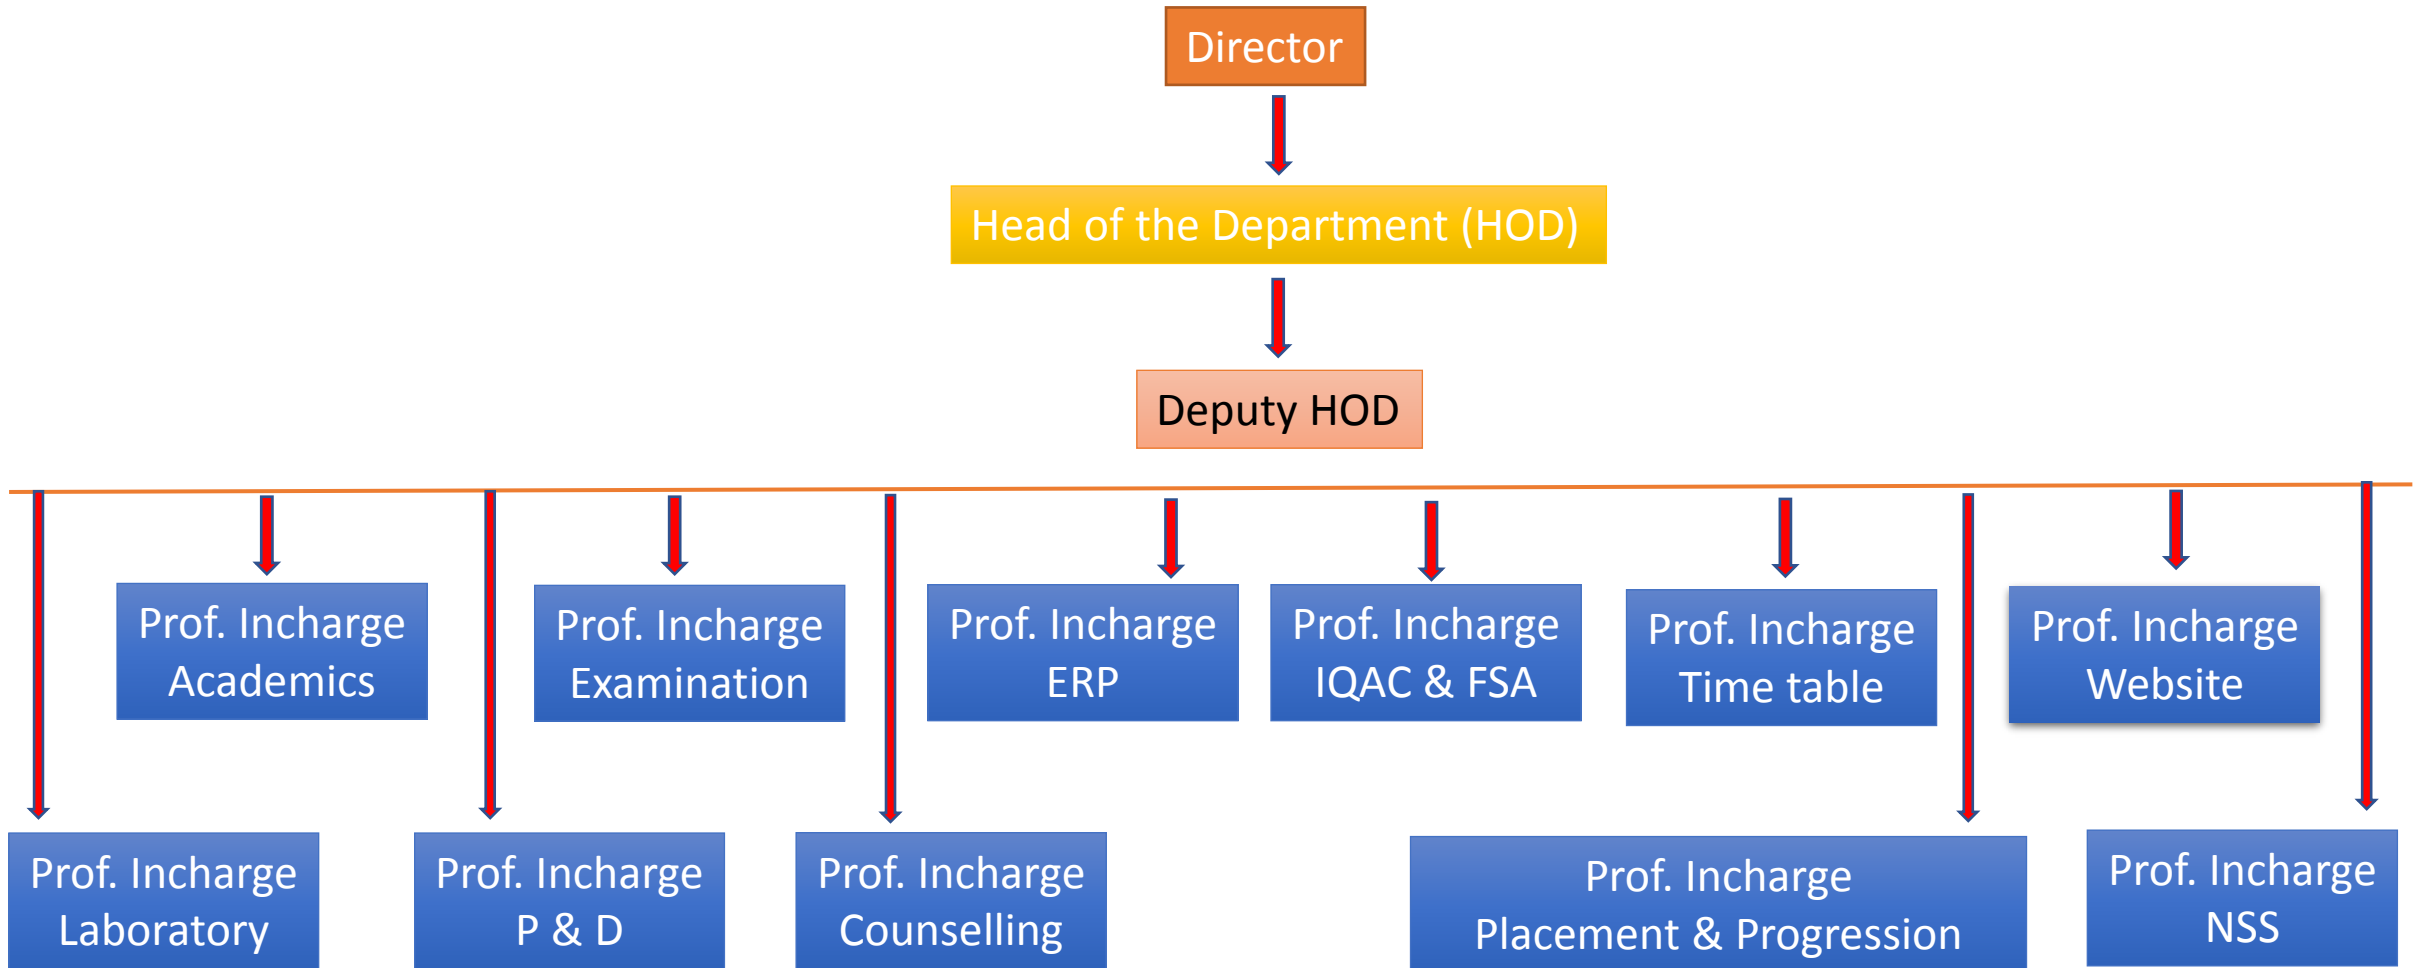 Director
Head of the Department (HOD)
Deputy HOD
Prof. Incharge
Academics
Prof. Incharge
Examination
Prof. Incharge
ERP
Prof. Incharge
IQAC & FSA
Prof. Incharge
Time table
Prof. Incharge
Website
Prof. Incharge
Laboratory
Prof. Incharge
P & D
Prof. Incharge
Counselling
Prof. Incharge
Placement & Progression
Prof. Incharge
NSS